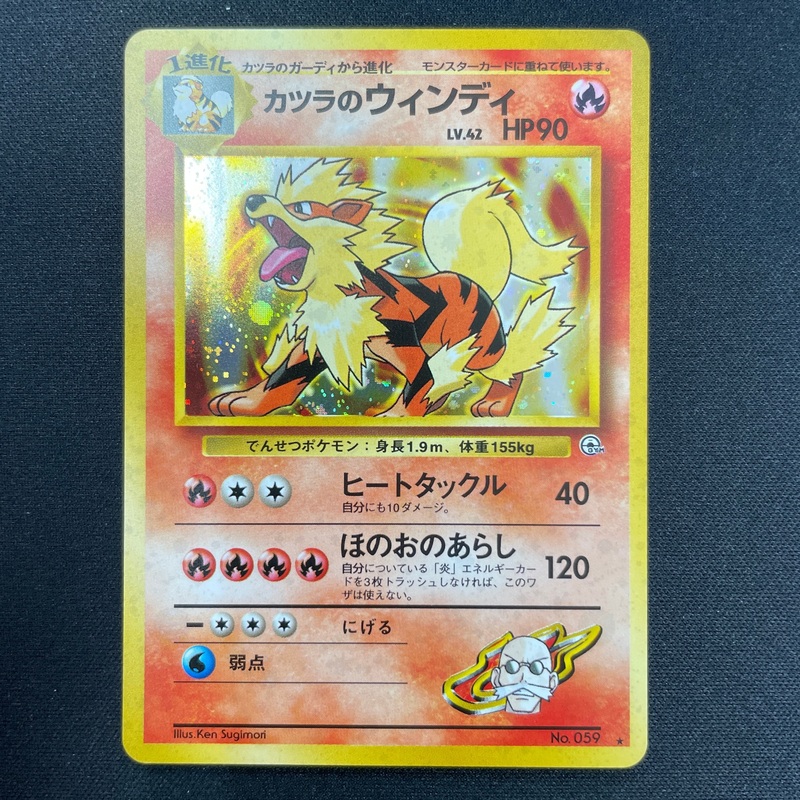 1進化
カツラのガーディから進化
モンスターカードに重ねて使います。
カツラのウィンディ
LV.42 HP90
でんせつポケモン：身長1.9m、体重155kg
ヒートタックル 40
自分にも10ダメージ。
ほのおのあらし 120
自分についている「炎」エネルギーカー
ドを3枚トラッシュしなければ、このワ
ザは使えない。
にげる
弱点
Illus. Ken Sugimori
No. 059 ★